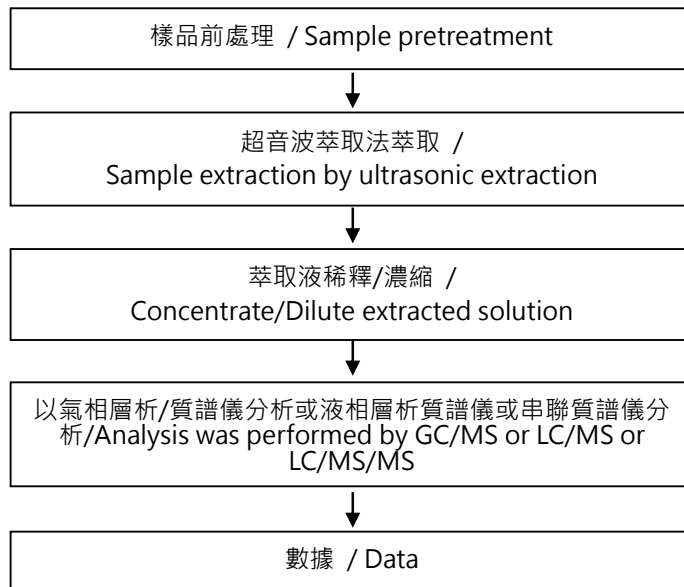 樣品前處理 / Sample pretreatment
超音波萃取法萃取 /
Sample extraction by ultrasonic extraction
萃取液稀釋/濃縮 /
Concentrate/Dilute extracted solution
以氣相層析/質譜儀分析或液相層析質譜儀或串聯質譜儀分
析/Analysis was performed by GC/MS or LC/MS or
LC/MS/MS
數據 / Data